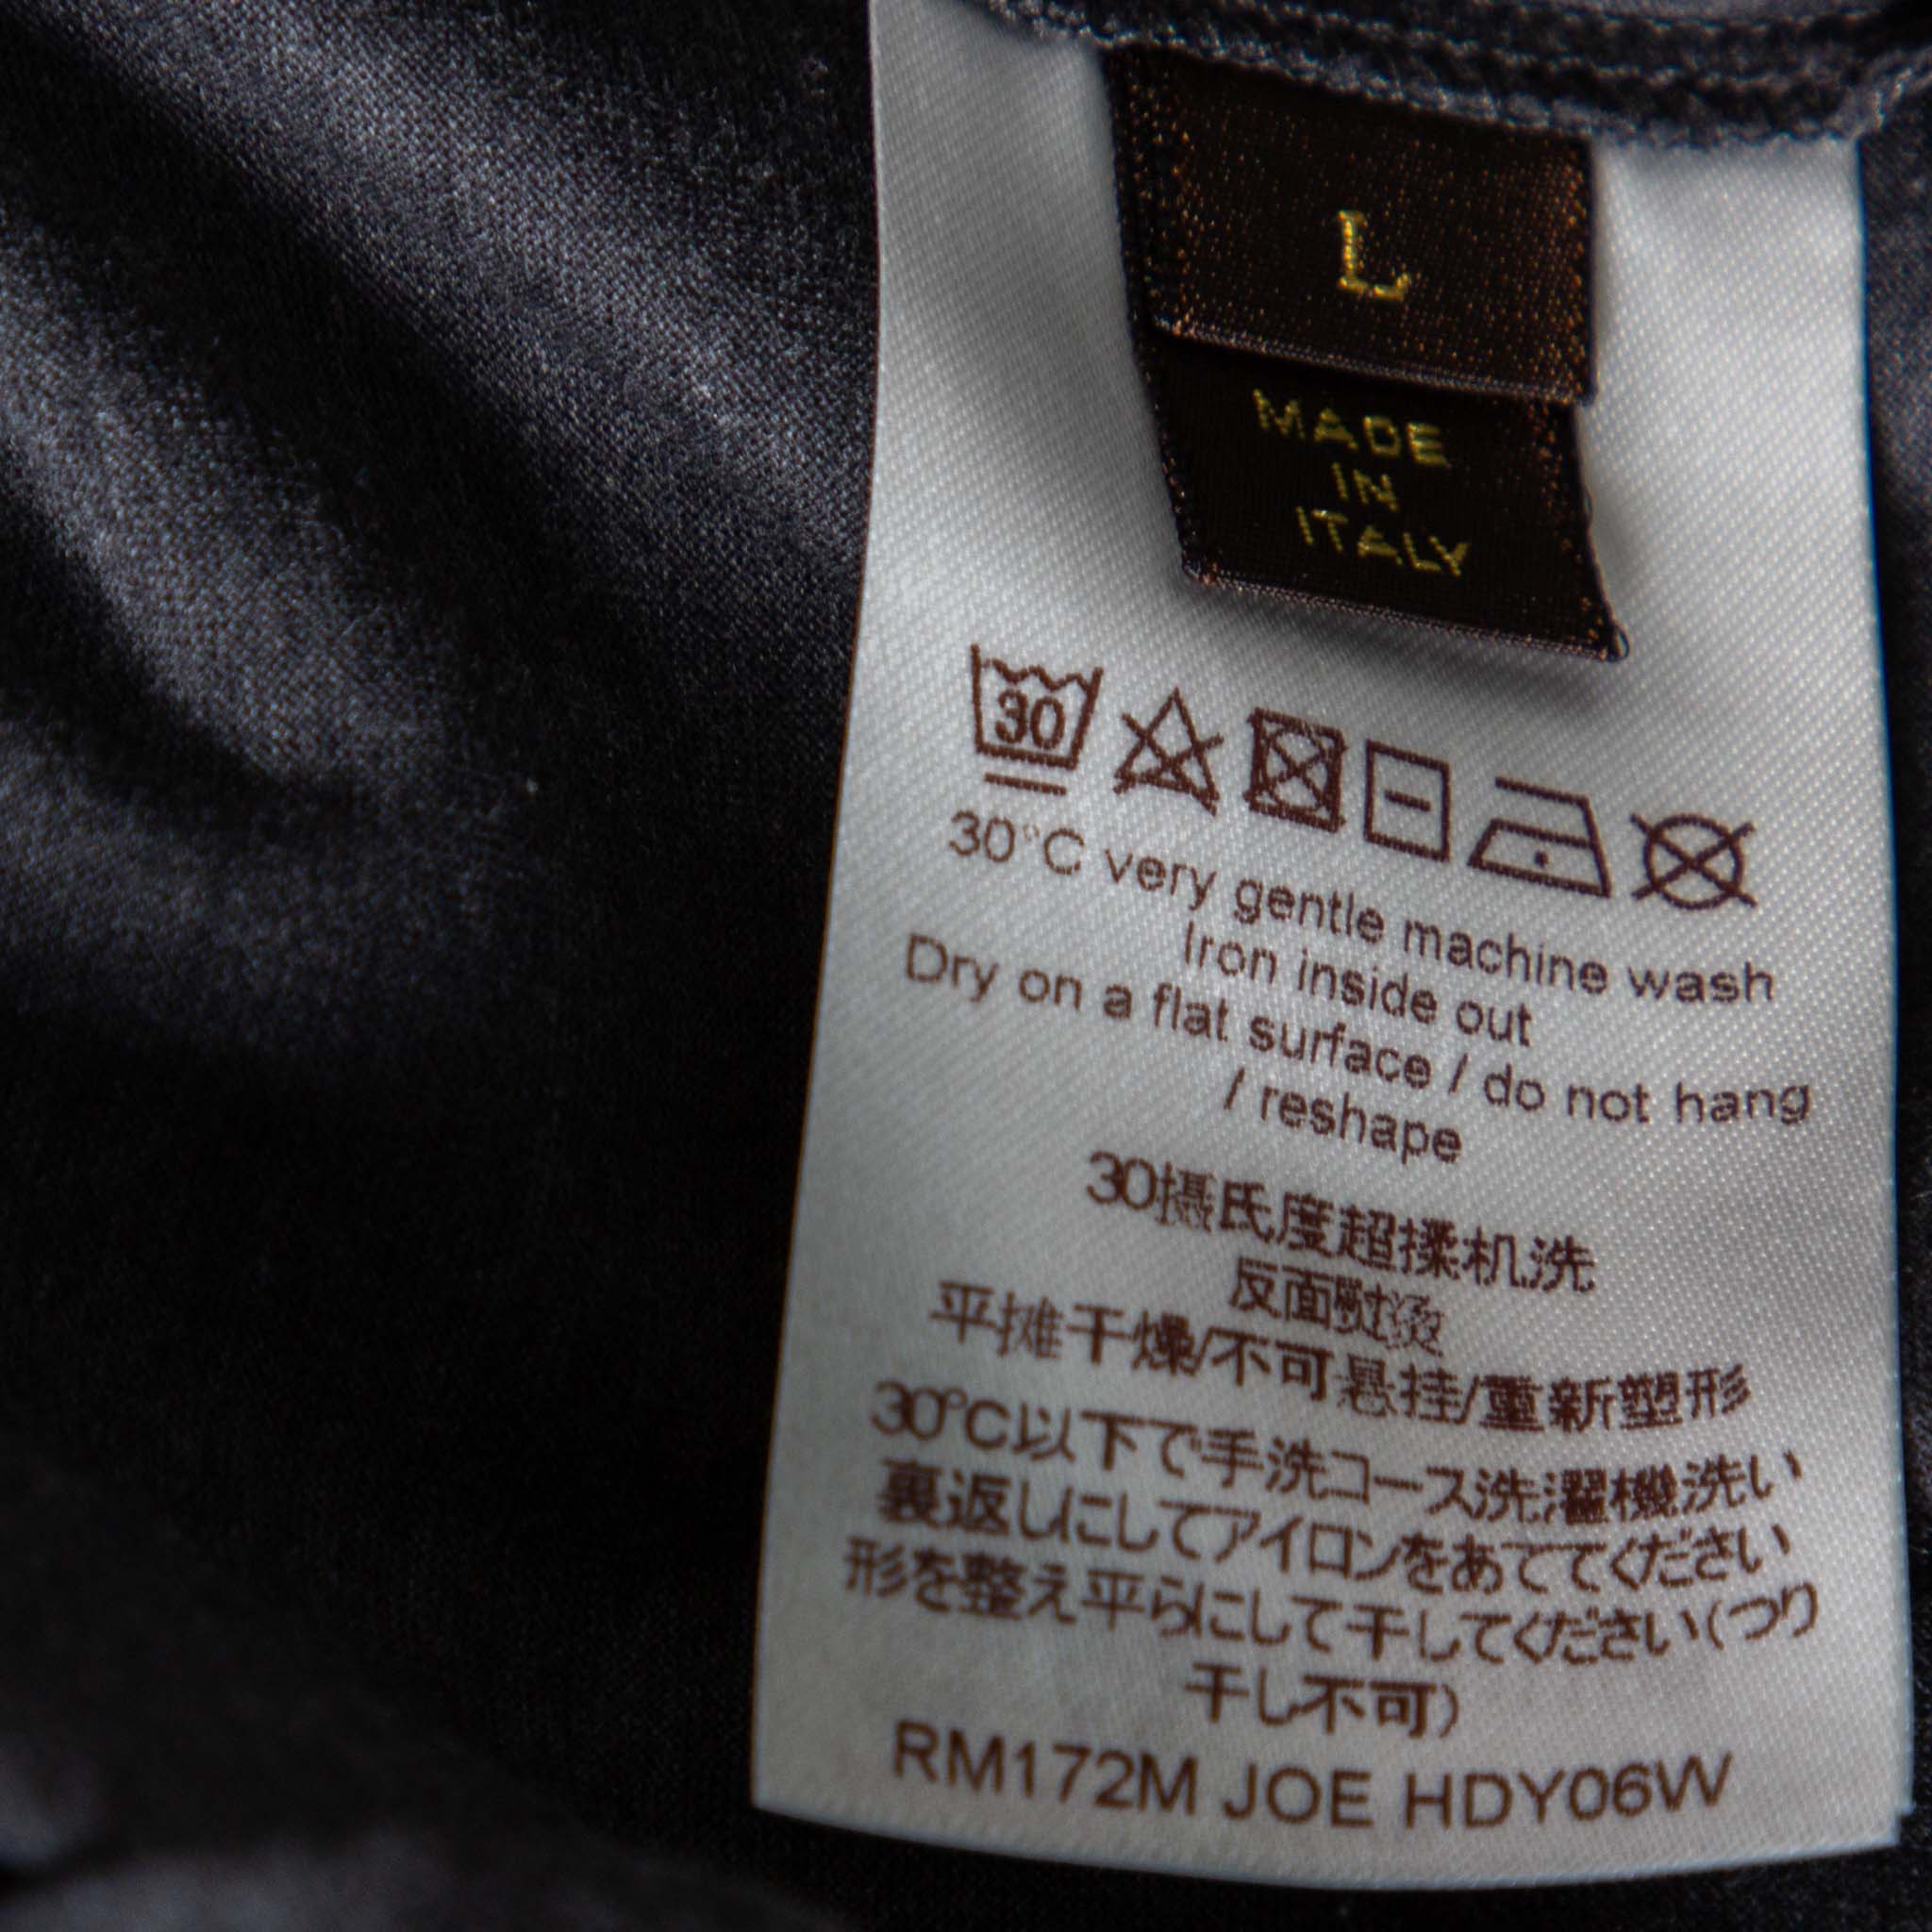 L
MADE
IN
ITALY
30
30°C very gentle machine wash
Iron inside out
Dry on a flat surface / do not hang
/ reshape
30摄氏度超揉机洗
反面熨烫
平摊干燥/不可悬挂/重新塑形
30°C以下で手洗コース洗濯機洗い
裏返しにしてアイロンをあててください
形を整え平らにして干してください(つり
干し不可)
RM172M JOE HDY06W